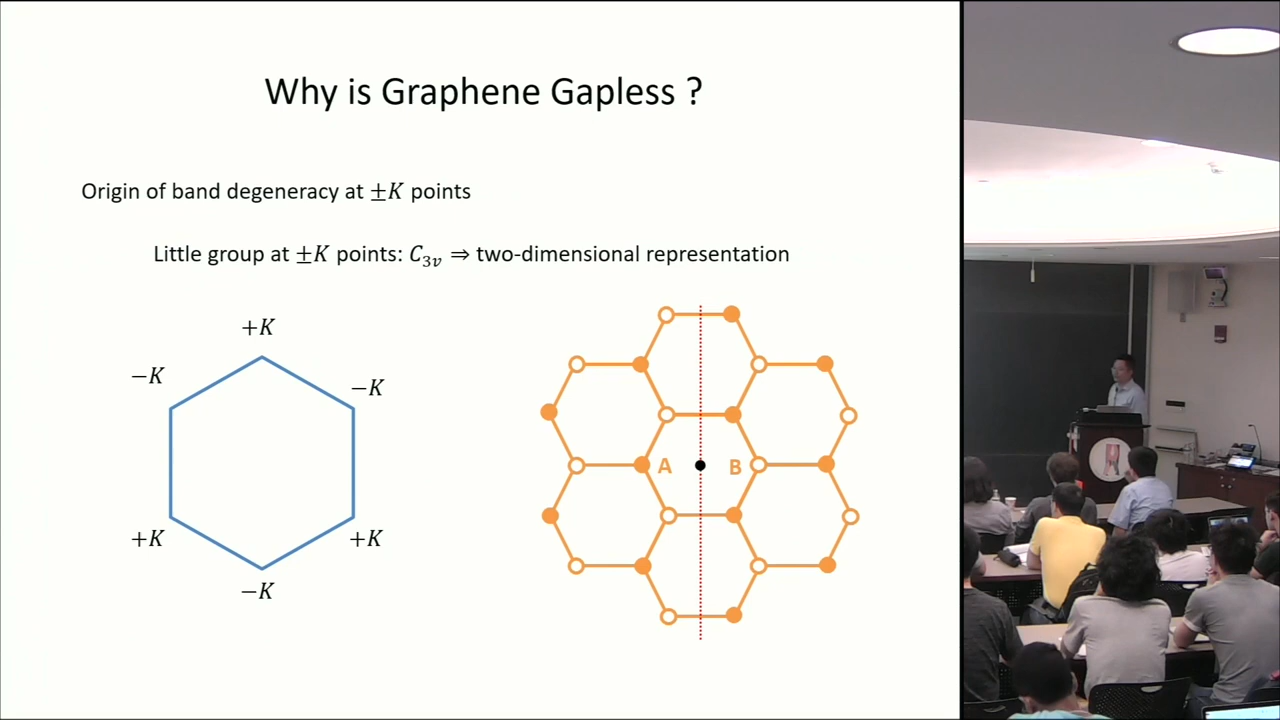 Why is Graphene Gapless ?
Origin of band degeneracy at ±K points
Little group at ±K points: C₃ᵥ ⇒ two-dimensional representation
+K
−K
−K
A
B
+K
+K
−K